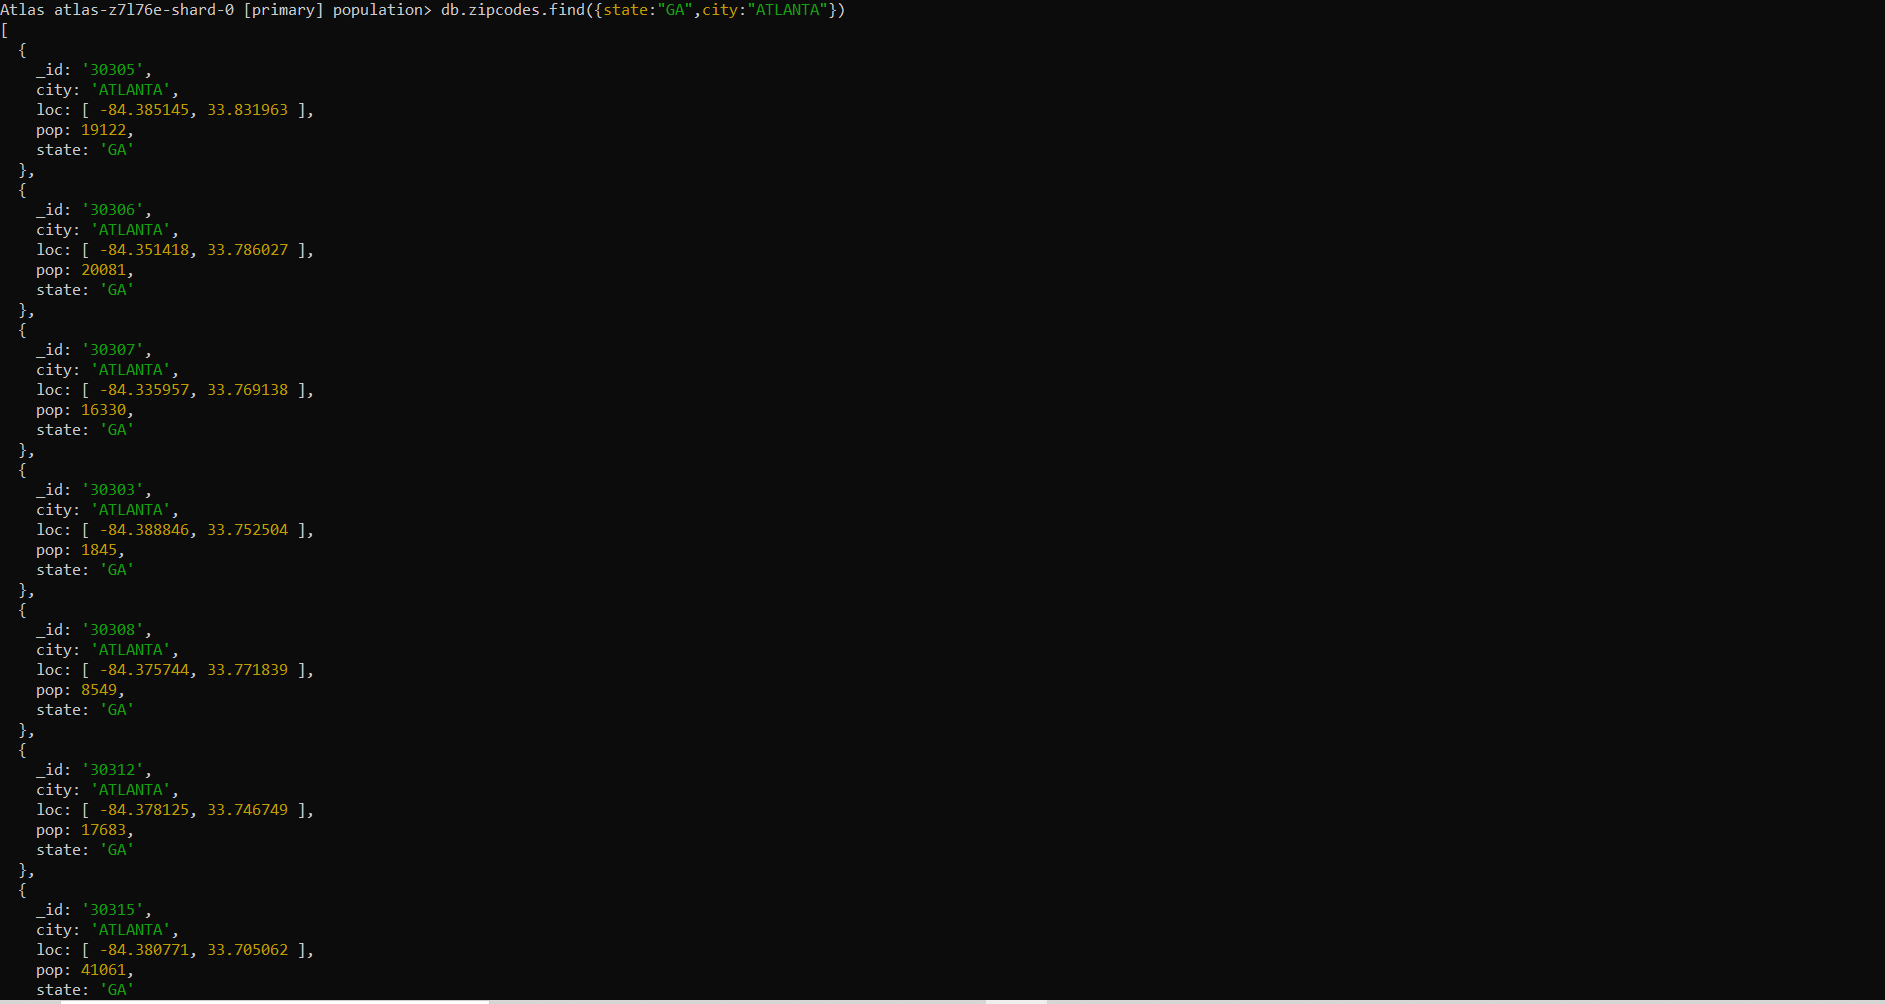 Atlas atlas-z7l76e-shard-0 [primary] population> db.zipcodes.find({state:"GA",city:"ATLANTA"})
[
  {
    _id: '30305',
    city: 'ATLANTA',
    loc: [ -84.385145, 33.831963 ],
    pop: 19122,
    state: 'GA'
  },
  {
    _id: '30306',
    city: 'ATLANTA',
    loc: [ -84.351418, 33.786027 ],
    pop: 20081,
    state: 'GA'
  },
  {
    _id: '30307',
    city: 'ATLANTA',
    loc: [ -84.335957, 33.769138 ],
    pop: 16330,
    state: 'GA'
  },
  {
    _id: '30303',
    city: 'ATLANTA',
    loc: [ -84.388846, 33.752504 ],
    pop: 1845,
    state: 'GA'
  },
  {
    _id: '30308',
    city: 'ATLANTA',
    loc: [ -84.375744, 33.771839 ],
    pop: 8549,
    state: 'GA'
  },
  {
    _id: '30312',
    city: 'ATLANTA',
    loc: [ -84.378125, 33.746749 ],
    pop: 17683,
    state: 'GA'
  },
  {
    _id: '30315',
    city: 'ATLANTA',
    loc: [ -84.380771, 33.705062 ],
    pop: 41061,
    state: 'GA'